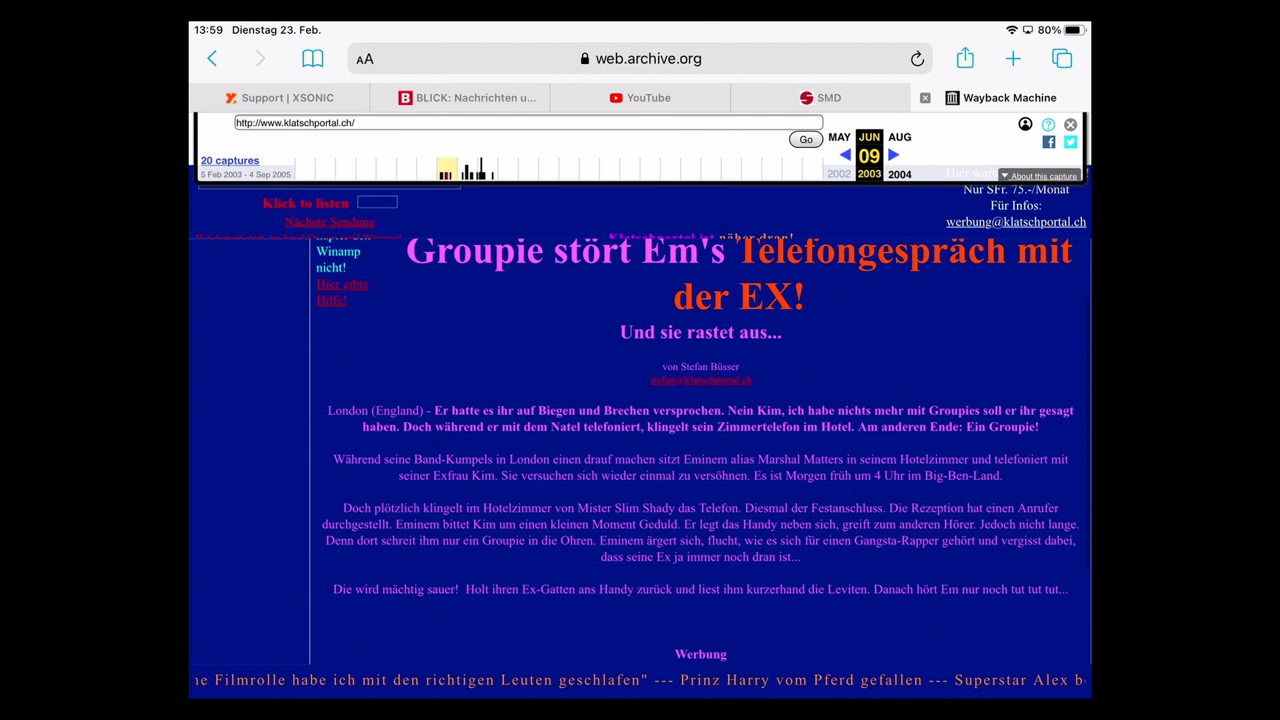 13:59 Dienstag 23. Feb.
80%
AA
web.archive.org
Support | XSONIC
BLICK: Nachrichten u...
YouTube
SMD
Wayback Machine
http://www.klatschportal.ch/
Go
MAY JUN AUG
09
2002 2003 2004
20 captures
5 Feb 2003 - 4 Sep 2005
About this capture
Hier
Nur SFr. 75.-/Monat
Für Infos:
werbung@klatschportal.ch
Klick to listen
Nächste Sendung
Klatschportal ist näher dran!
Winamp
nicht!
Hier gibts
Hilfe!
Groupie stört Em's Telefongespräch mit
der EX!
Und sie rastet aus...
von Stefan Büsser
stefan@klatschportal.ch
London (England) - Er hatte es ihr auf Biegen und Brechen versprochen. Nein Kim, ich habe nichts mehr mit Groupies soll er ihr gesagt
haben. Doch während er mit dem Natel telefoniert, klingelt sein Zimmertelefon im Hotel. Am anderen Ende: Ein Groupie!
Während seine Band-Kumpels in London einen drauf machen sitzt Eminem alias Marshal Matters in seinem Hotelzimmer und telefoniert mit
seiner Exfrau Kim. Sie versuchen sich wieder einmal zu versöhnen. Es ist Morgen früh um 4 Uhr im Big-Ben-Land.
Doch plötzlich klingelt im Hotelzimmer von Mister Slim Shady das Telefon. Diesmal der Festanschluss. Die Rezeption hat einen Anrufer
durchgestellt. Eminem bittet Kim um einen kleinen Moment Geduld. Er legt das Handy neben sich, greift zum anderen Hörer. Jedoch nicht lange.
Denn dort schreit ihm nur ein Groupie in die Ohren. Eminem ärgert sich, flucht, wie es sich für einen Gangsta-Rapper gehört und vergisst dabei,
dass seine Ex ja immer noch dran ist...
Die wird mächtig sauer! Holt ihren Ex-Gatten ans Handy zurück und liest ihm kurzerhand die Leviten. Danach hört Em nur noch tut tut tut...
Werbung
ne Filmrolle habe ich mit den richtigen Leuten geschlafen" --- Prinz Harry vom Pferd gefallen --- Superstar Alex b